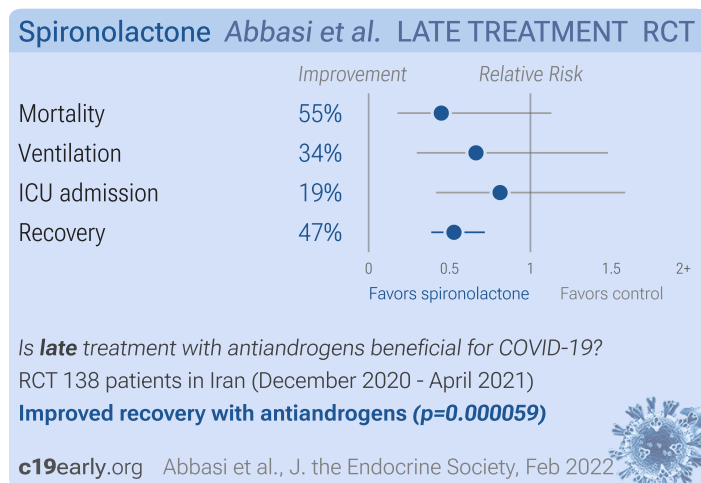 Spironolactone Abbasi et al. LATE TREATMENT RCT
Improvement Relative Risk
Mortality 55%
Ventilation 34%
ICU admission 19%
Recovery 47%
0 0.5 1 1.5 2+
Favors spironolactone Favors control
Is late treatment with antiandrogens beneficial for COVID-19?
RCT 138 patients in Iran (December 2020 - April 2021)
Improved recovery with antiandrogens (p=0.000059)
c19early.org Abbasi et al., J. the Endocrine Society, Feb 2022